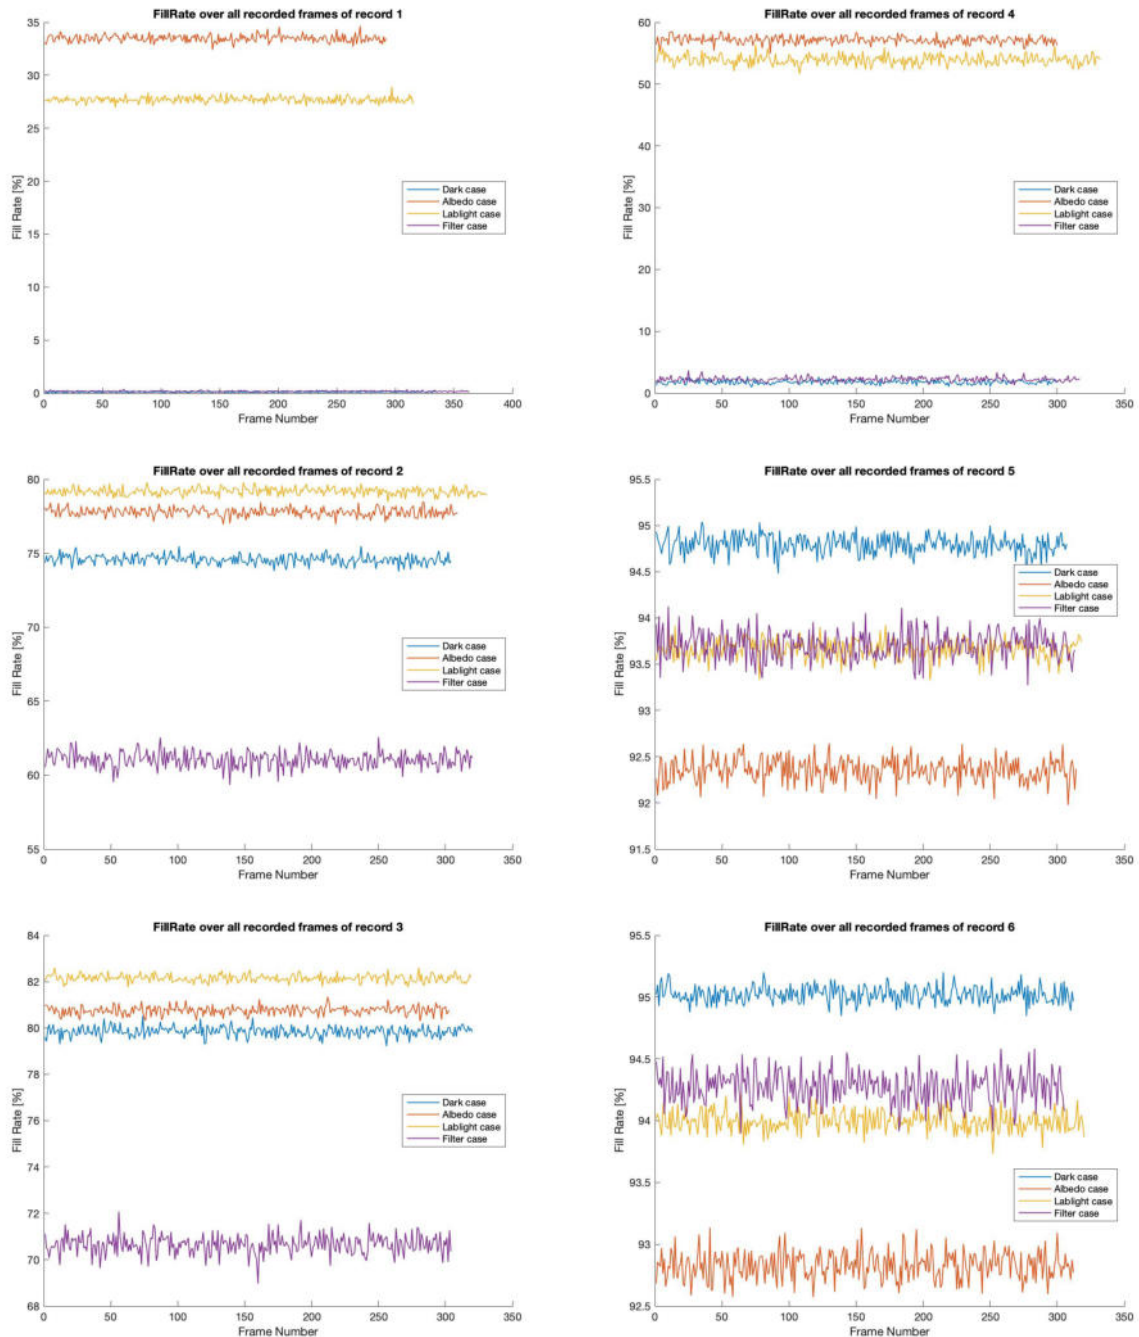 FillRate over all recorded frames of record 1
35
30
25
20
15
10
5
0
Fill Rate [%]
Dark case
Albedo case
Lablight case
Filter case
0 50 100 150 200 250 300 350 400
Frame Number
FillRate over all recorded frames of record 4
60
50
40
30
20
10
0
Fill Rate [%]
Dark case
Albedo case
Lablight case
Filter case
0 50 100 150 200 250 300 350
Frame Number
FillRate over all recorded frames of record 2
80
75
70
65
60
55
Fill Rate [%]
Dark case
Albedo case
Lablight case
Filter case
0 50 100 150 200 250 300 350
Frame Number
FillRate over all recorded frames of record 5
95.5
95
94.5
94
93.5
93
92.5
92
91.5
Fill Rate [%]
Dark case
Albedo case
Lablight case
Filter case
0 50 100 150 200 250 300 350
Frame Number
FillRate over all recorded frames of record 3
84
82
80
78
76
74
72
70
68
Fill Rate [%]
Dark case
Albedo case
Lablight case
Filter case
0 50 100 150 200 250 300 350
Frame Number
FillRate over all recorded frames of record 6
95.5
95
94.5
94
93.5
93
92.5
Fill Rate [%]
Dark case
Albedo case
Lablight case
Filter case
0 50 100 150 200 250 300 350
Frame Number